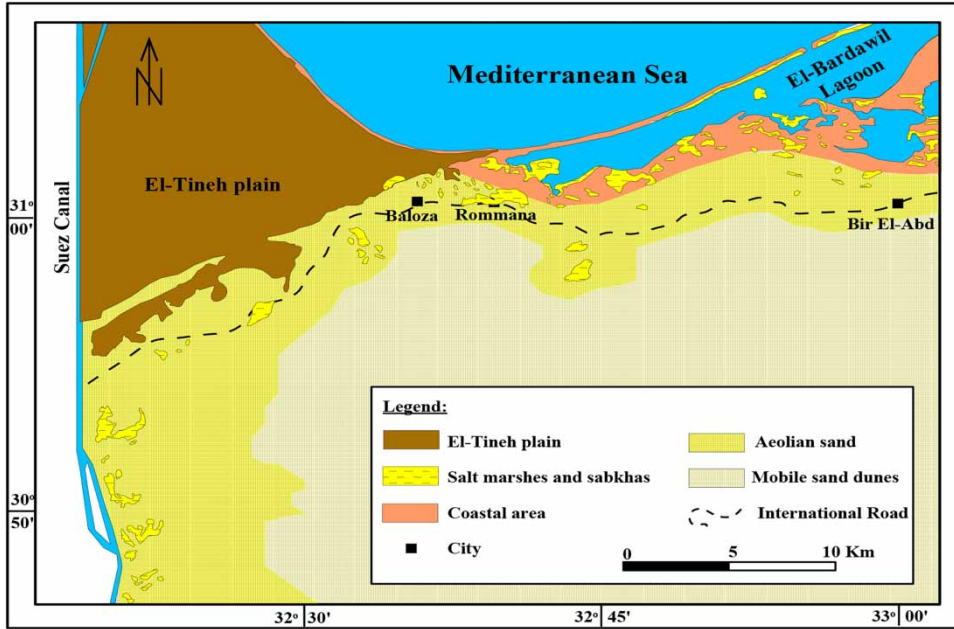 Mediterranean Sea
El-Bardawil
Lagoon
N
El-Tineh plain
Suez Canal
31°
00'
Baloza
Rommana
Bir El-Abd
Legend:
El-Tineh plain
Aeolian sand
Salt marshes and sabkhas
Mobile sand dunes
Coastal area
International Road
City
0 5 10 Km
30°
50'
32° 30'
32° 45'
33° 00'